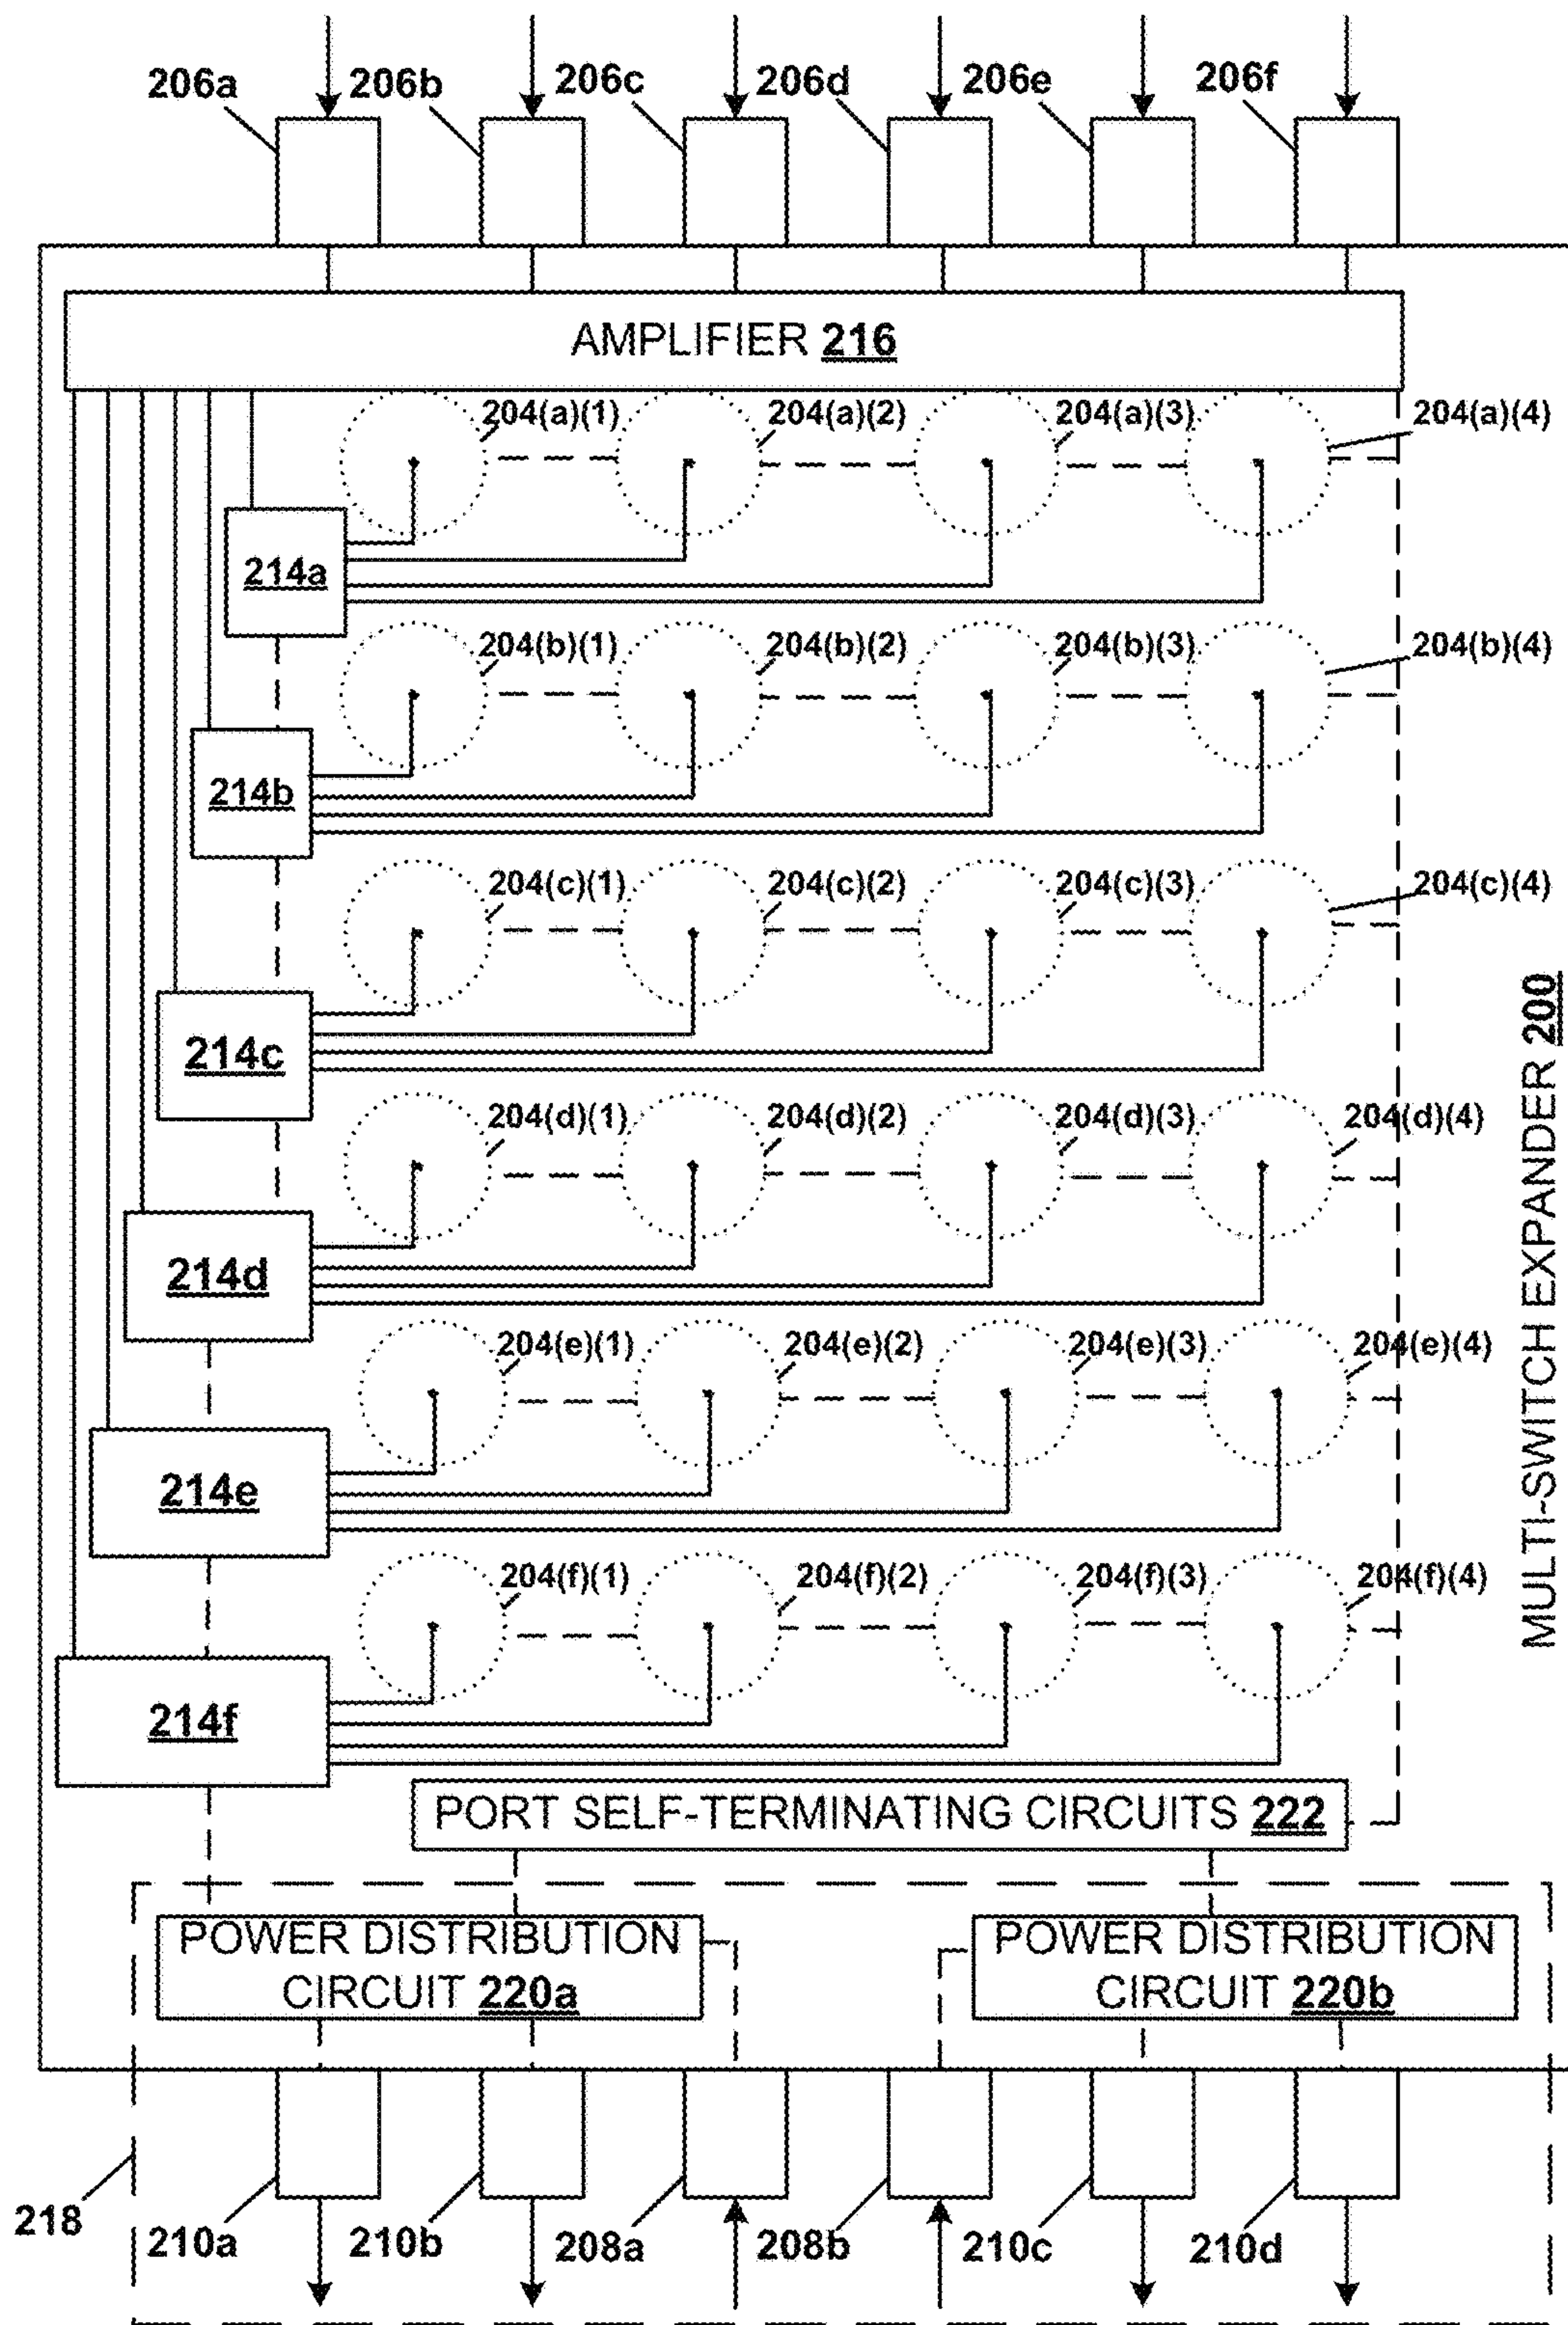 206a 206b 206c 206d 206e 206f
AMPLIFIER 216
204(a)(1) 204(a)(2) 204(a)(3) 204(a)(4)
214a
204(b)(1) 204(b)(2) 204(b)(3) 204(b)(4)
214b
204(c)(1) 204(c)(2) 204(c)(3) 204(c)(4)
214c
204(d)(1) 204(d)(2) 204(d)(3) 204(d)(4)
214d
204(e)(1) 204(e)(2) 204(e)(3) 204(e)(4)
214e
204(f)(1) 204(f)(2) 204(f)(3) 204(f)(4)
214f
MULTI-SWITCH EXPANDER 200
PORT SELF-TERMINATING CIRCUITS 222
POWER DISTRIBUTION
CIRCUIT 220a
POWER DISTRIBUTION
CIRCUIT 220b
218 210a 210b 208a 208b 210c 210d